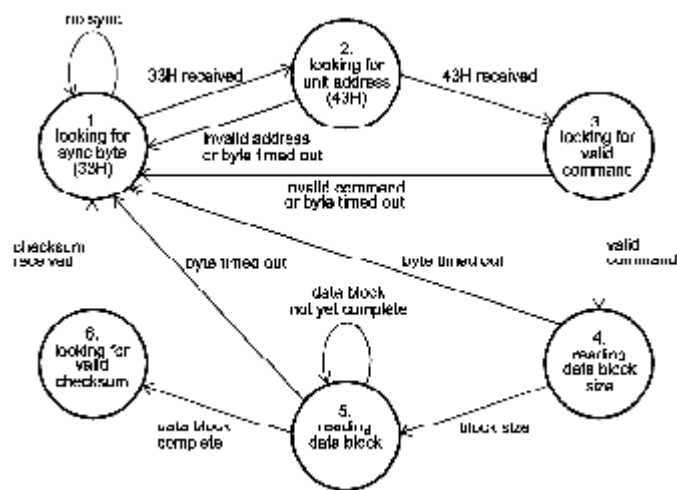 no sync
33H received
2.
looking for
unit address
(43H)
43H received
1
looking for
sync byte
(33H)
invalid address
or byte timed out
3
looking for
valid
command
invalid command
or byte timed out
checksum
received
byte timed out
byte timed out
valid
command
data block
not yet complete
6.
looking for
valid
checksum
4.
reading
data block
size
5.
reading
data block
data block
complete
block size